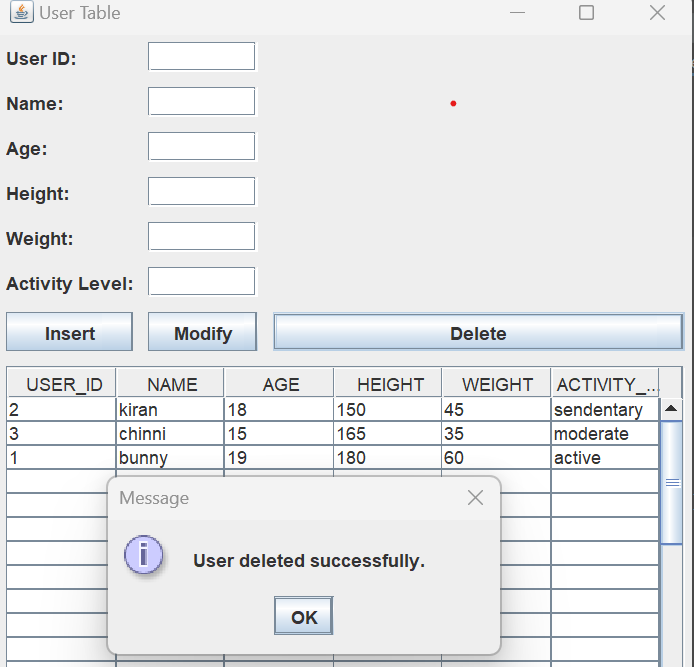 User Table
User ID:
Name:
Age:
Height:
Weight:
Activity Level:
Insert Modify Delete
USER_ID NAME AGE HEIGHT WEIGHT ACTIVITY_...
2 kiran 18 150 45 sendentary
3 chinni 15 165 35 moderate
1 bunny 19 180 60 active
Message
User deleted successfully.
OK